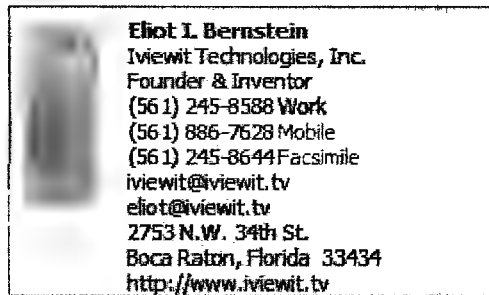 Eliot I. Bernstein
Iviewit Technologies, Inc.
Founder & Inventor
(561) 245-8588 Work
(561) 886-7628 Mobile
(561) 245-8644 Facsimile
iviewit@iviewit.tv
eliot@iviewit.tv
2753 N.W. 34th St.
Boca Raton, Florida 33434
http://www.iviewit.tv